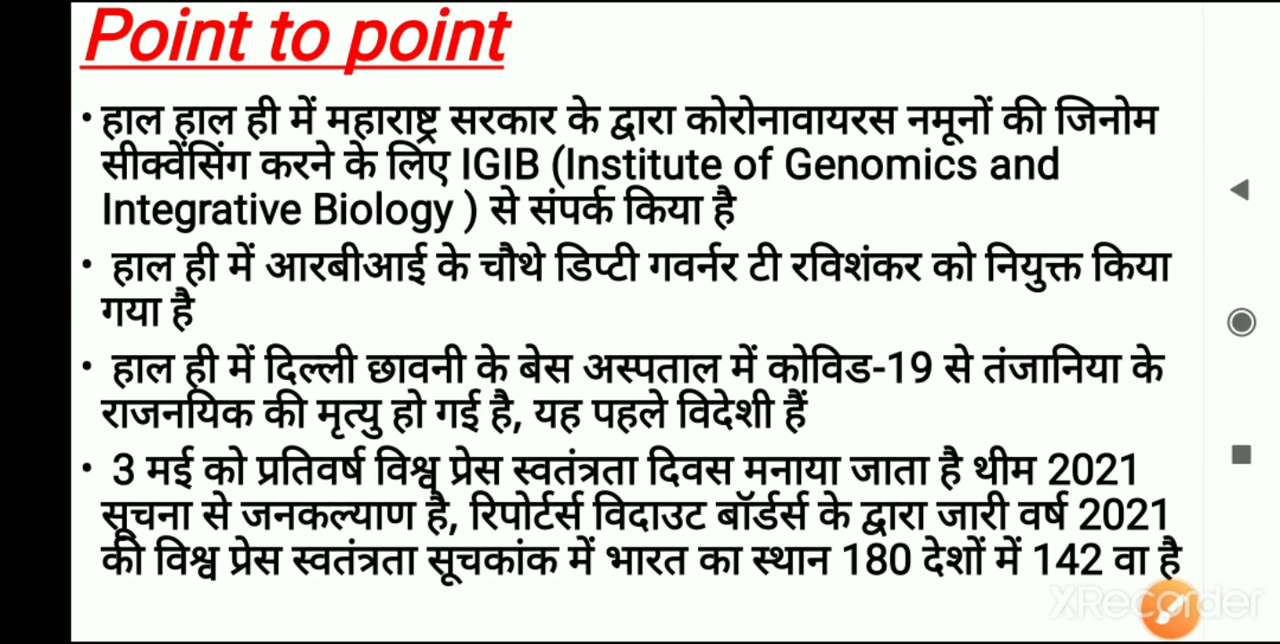 Point to point
• हाल हाल ही में महाराष्ट्र सरकार के द्वारा कोरोनावायरस नमूनों की जिनोम
सीक्वेंसिंग करने के लिए IGIB (Institute of Genomics and
Integrative Biology ) से संपर्क किया है
• हाल ही में आरबीआई के चौथे डिप्टी गवर्नर टी रविशंकर को नियुक्त किया
गया है
• हाल ही में दिल्ली छावनी के बेस अस्पताल में कोविड-19 से तंजानिया के
राजनयिक की मृत्यु हो गई है, यह पहले विदेशी हैं
• 3 मई को प्रतिवर्ष विश्व प्रेस स्वतंत्रता दिवस मनाया जाता है थीम 2021
सूचना से जनकल्याण है, रिपोर्टर्स विदाउट बॉर्डर्स के द्वारा जारी वर्ष 2021
की विश्व प्रेस स्वतंत्रता सूचकांक में भारत का स्थान 180 देशों में 142 वा है
XRecorder